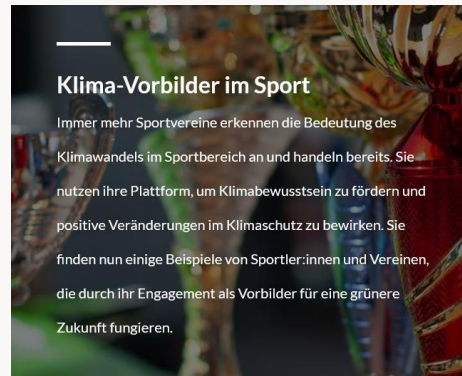 Klima-Vorbilder im Sport
Immer mehr Sportvereine erkennen die Bedeutung des
Klimawandels im Sportbereich an und handeln bereits. Sie
nutzen ihre Plattform, um Klimabewusstsein zu fördern und
positive Veränderungen im Klimaschutz zu bewirken. Sie
finden nun einige Beispiele von Sportler:innen und Vereinen,
die durch ihr Engagement als Vorbilder für eine grünere
Zukunft fungieren.